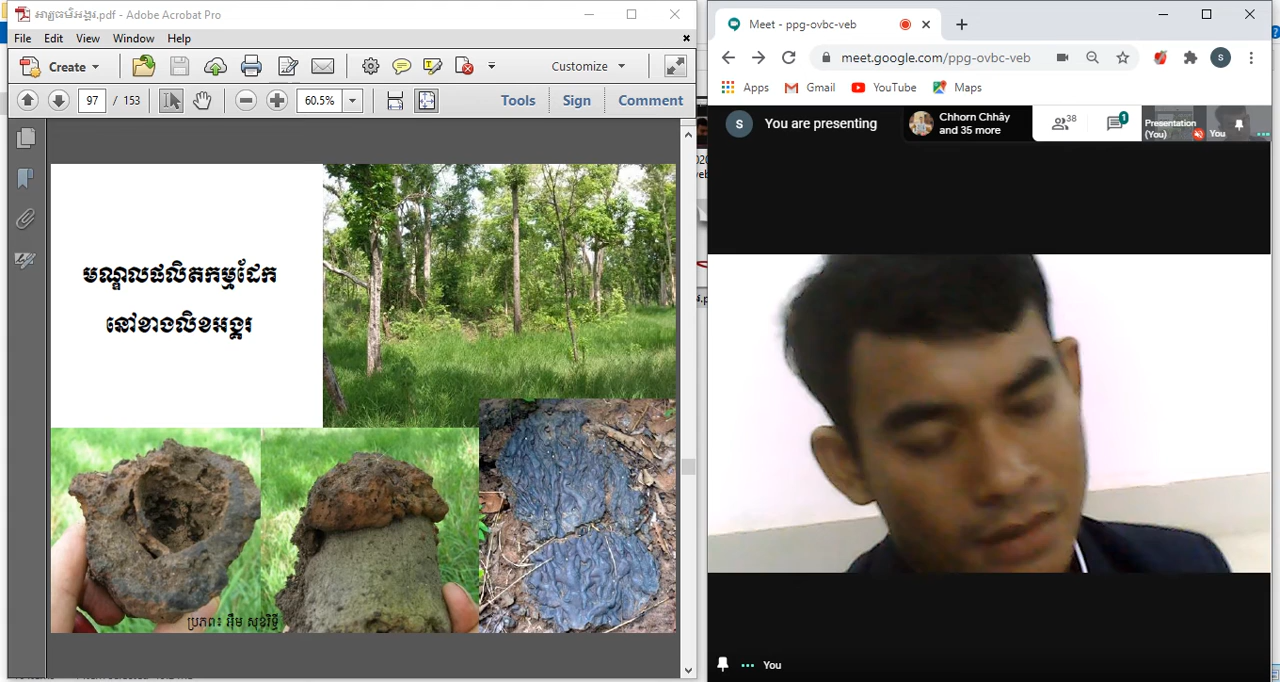 អារ្យធម៌អង្គរ.pdf - Adobe Acrobat Pro
File Edit View Window Help
Create
Customize
97 / 153
60.5%
Tools Sign Comment
មណ្ឌលផលិតកម្មដែក
នៅខាងលិចអង្គរ
ប្រភព៖ អ៊ឹម សុខរិទ្ធី
Meet - ppg-ovbc-veb
meet.google.com/ppg-ovbc-veb
S
Apps Gmail YouTube Maps
S You are presenting
Chhorn Chhây
and 35 more
38
1
Presentation
(You)
You
You